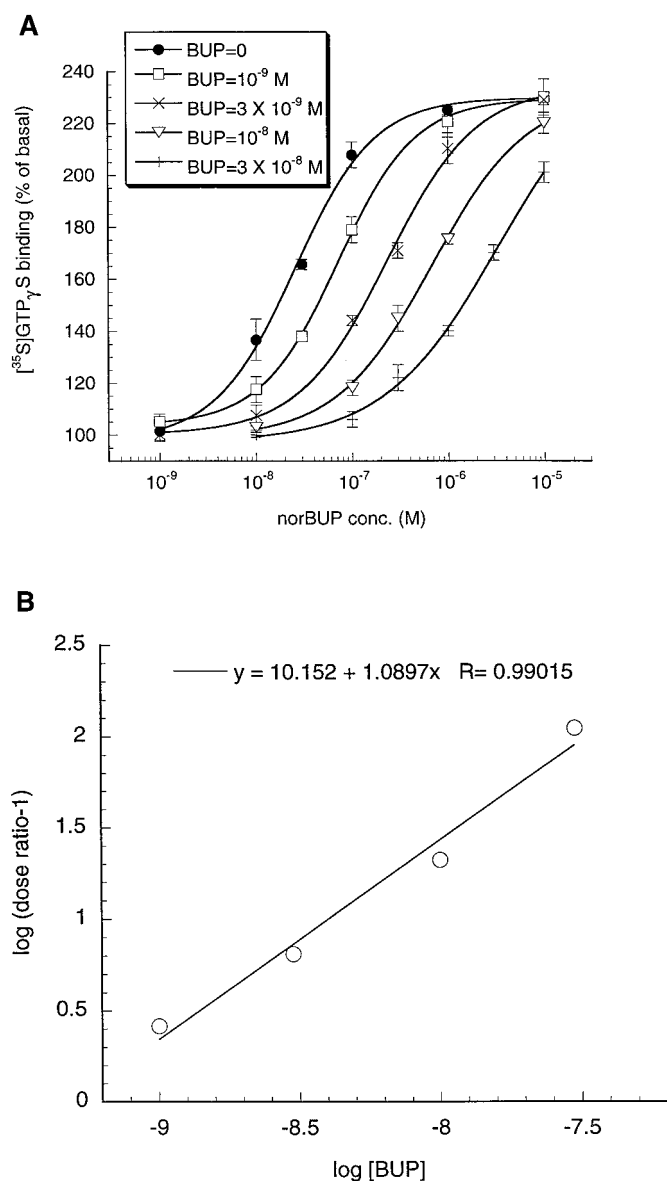 A
BUP=0
BUP=10⁻⁹ M
BUP=3 X 10⁻⁹ M
BUP=10⁻⁸ M
BUP=3 X 10⁻⁸ M
[³⁵S]GTPγS binding (% of basal)
240
220
200
180
160
140
120
100
10⁻⁹
10⁻⁸
10⁻⁷
10⁻⁶
10⁻⁵
norBUP conc. (M)
B
y = 10.152 + 1.0897x R= 0.99015
log (dose ratio-1)
2.5
2
1.5
1
0.5
0
-9
-8.5
-8
-7.5
log [BUP]